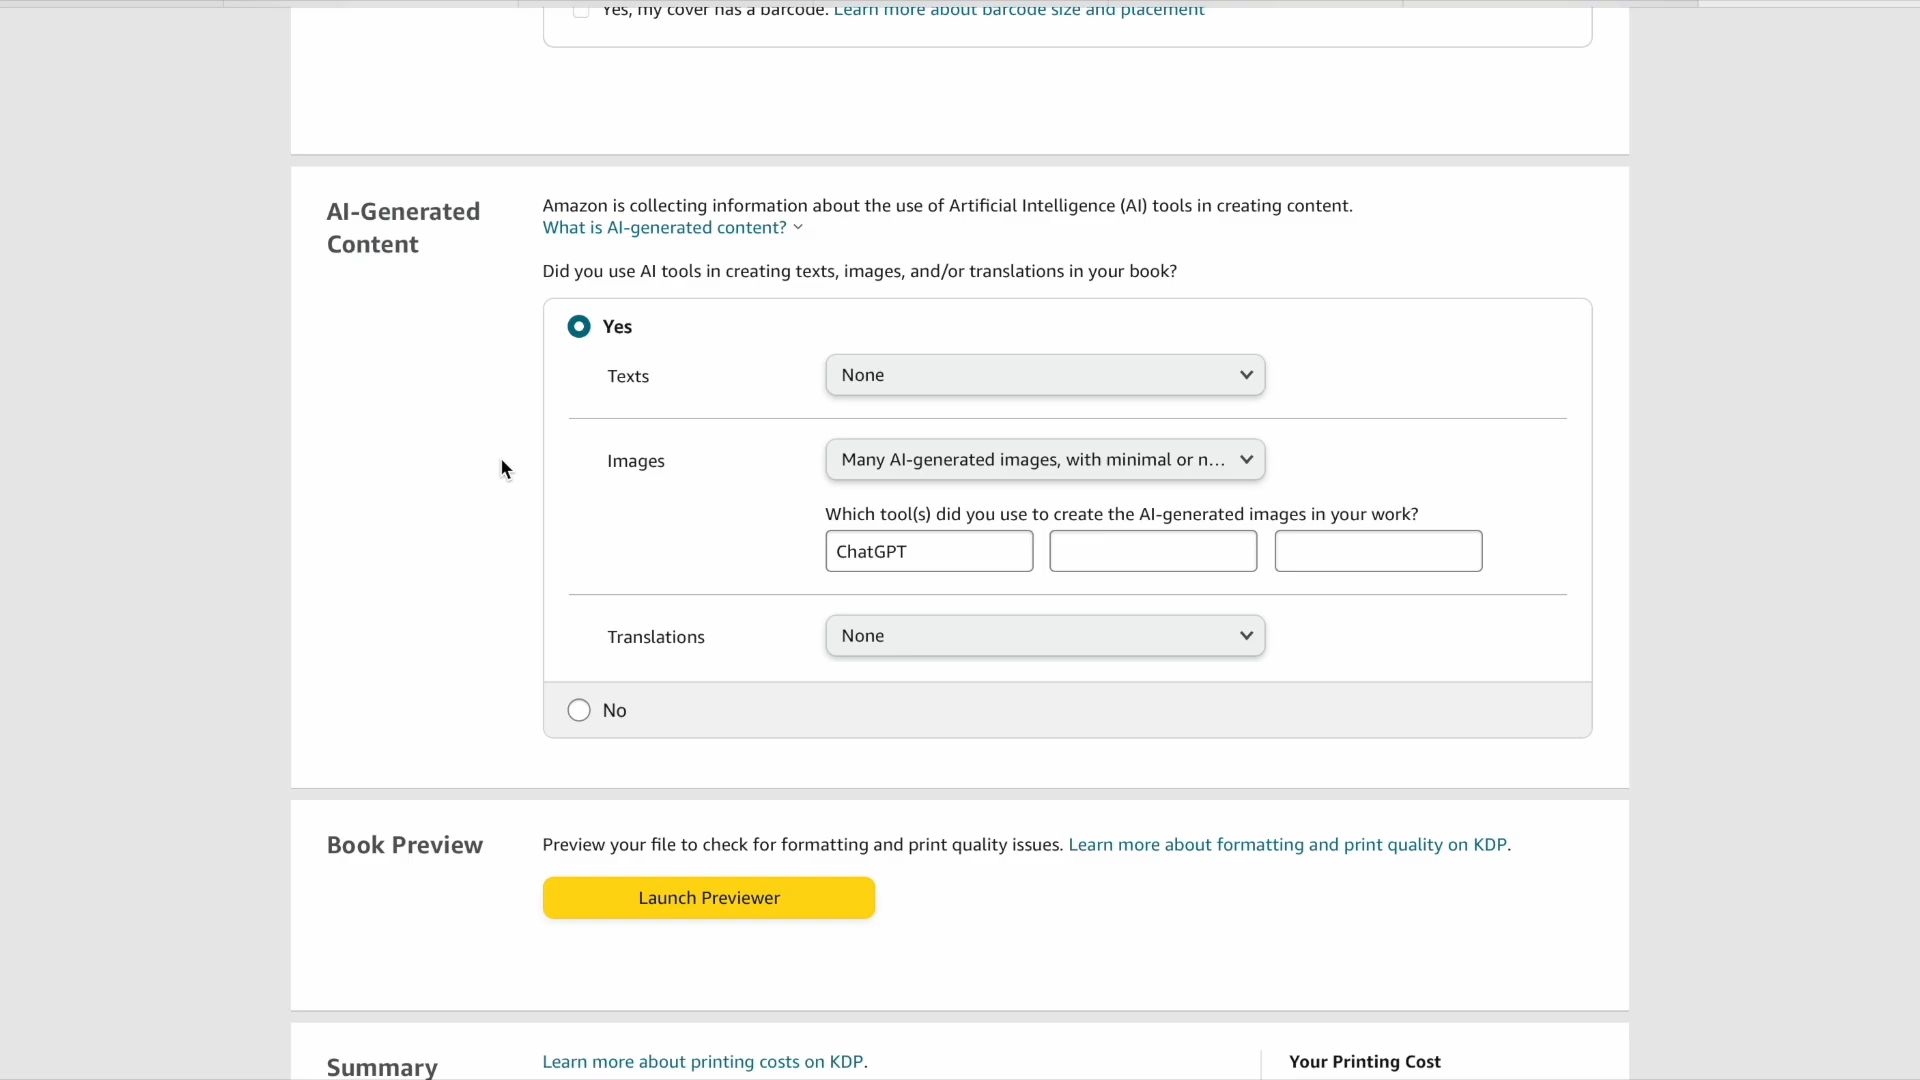 Yes, my cover has a barcode. Learn more about barcode size and placement
AI-Generated
Content
Amazon is collecting information about the use of Artificial Intelligence (AI) tools in creating content.
What is AI-generated content?
Did you use AI tools in creating texts, images, and/or translations in your book?
Yes
Texts
None
Images
Many AI-generated images, with minimal or n...
Which tool(s) did you use to create the AI-generated images in your work?
ChatGPT
Translations
None
No
Book Preview
Preview your file to check for formatting and print quality issues. Learn more about formatting and print quality on KDP.
Launch Previewer
Summary
Learn more about printing costs on KDP.
Your Printing Cost